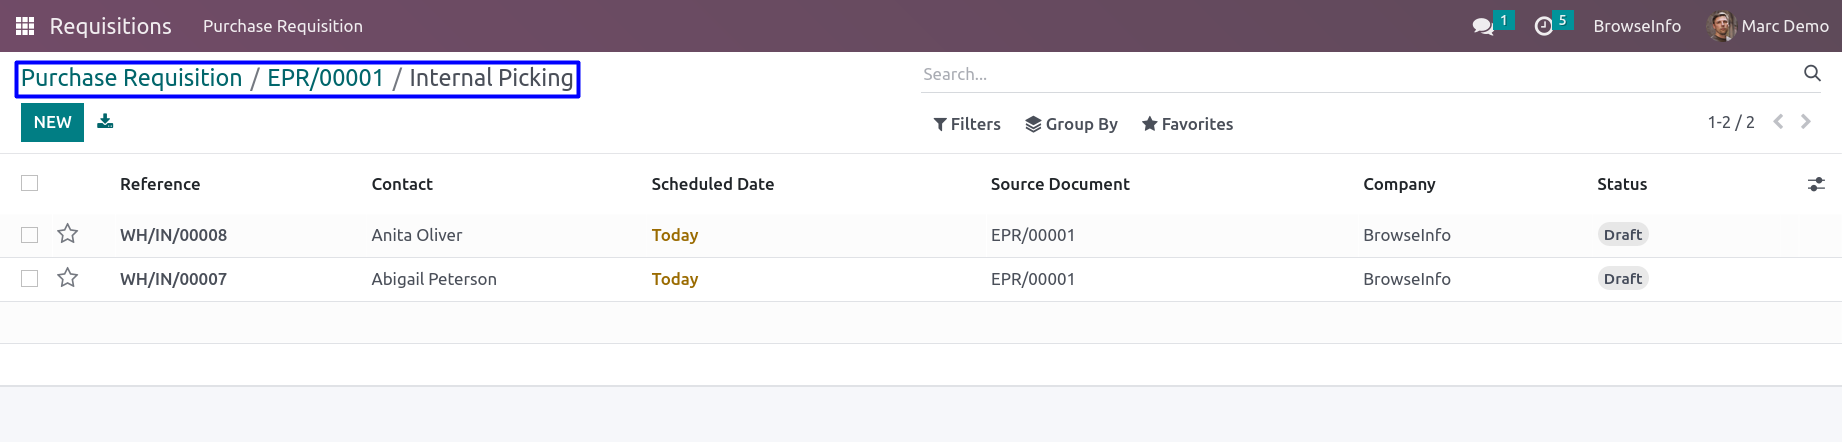 Requisitions Purchase Requisition 1 5 BrowseInfo Marc Demo
Purchase Requisition / EPR/00001 / Internal Picking
Search...
NEW
Filters Group By Favorites 1-2 / 2
Reference Contact Scheduled Date Source Document Company Status
WH/IN/00008 Anita Oliver Today EPR/00001 BrowseInfo Draft
WH/IN/00007 Abigail Peterson Today EPR/00001 BrowseInfo Draft